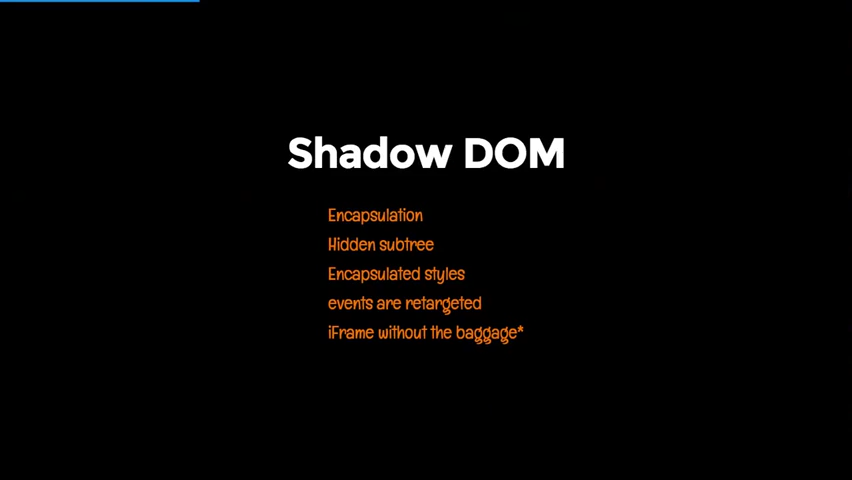 Shadow DOM
Encapsulation
Hidden subtree
Encapsulated styles
events are retargeted
iFrame without the baggage*